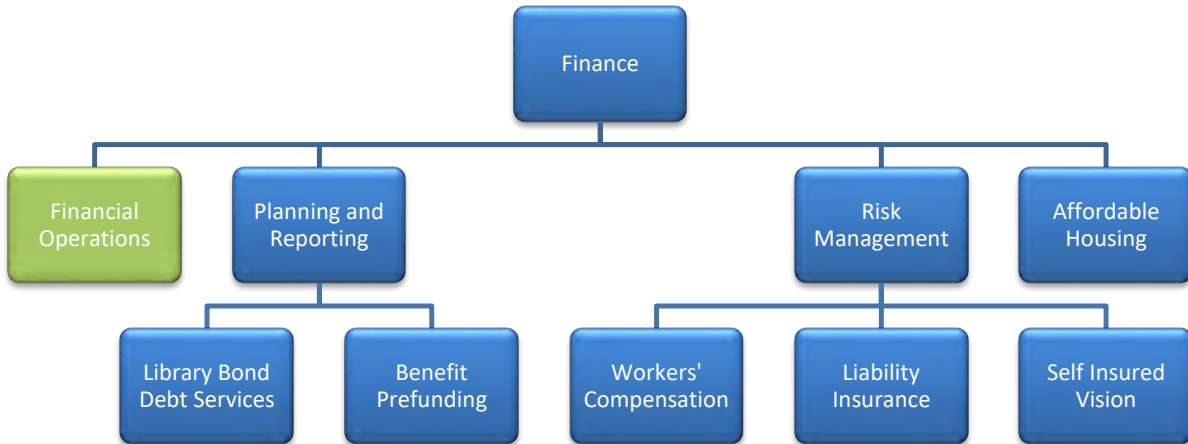 Finance
Financial
Operations
Planning and
Reporting
Risk
Management
Affordable
Housing
Library Bond
Debt Services
Benefit
Prefunding
Workers'
Compensation
Liability
Insurance
Self Insured
Vision